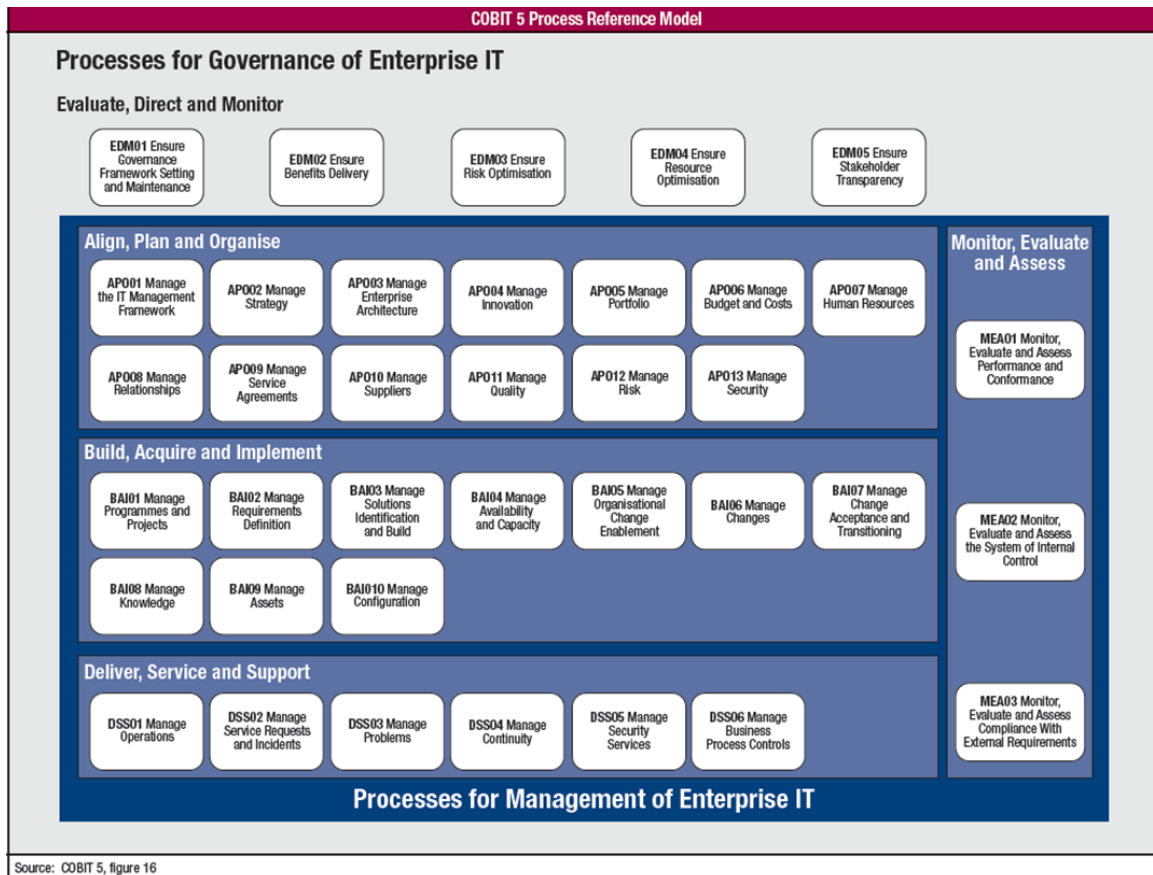 COBIT 5 Process Reference Model
Processes for Governance of Enterprise IT
Evaluate, Direct and Monitor
EDM01 Ensure
Governance
Framework Setting
and Maintenance
EDM02 Ensure
Benefits Delivery
EDM03 Ensure
Risk Optimisation
EDM04 Ensure
Resource
Optimisation
EDM05 Ensure
Stakeholder
Transparency
Align, Plan and Organise
APO01 Manage
the IT Management
Framework
APO02 Manage
Strategy
APO03 Manage
Enterprise
Architecture
APO04 Manage
Innovation
APO05 Manage
Portfolio
APO06 Manage
Budget and Costs
APO07 Manage
Human Resources
APO08 Manage
Relationships
APO09 Manage
Service
Agreements
APO10 Manage
Suppliers
APO11 Manage
Quality
APO12 Manage
Risk
APO13 Manage
Security
Build, Acquire and Implement
BAI01 Manage
Programmes and
Projects
BAI02 Manage
Requirements
Definition
BAI03 Manage
Solutions
Identification
and Build
BAI04 Manage
Availability
and Capacity
BAI05 Manage
Organisational
Change
Enablement
BAI06 Manage
Changes
BAI07 Manage
Change
Acceptance and
Transitioning
BAI08 Manage
Knowledge
BAI09 Manage
Assets
BAI010 Manage
Configuration
Deliver, Service and Support
DSS01 Manage
Operations
DSS02 Manage
Service Requests
and Incidents
DSS03 Manage
Problems
DSS04 Manage
Continuity
DSS05 Manage
Security
Services
DSS06 Manage
Business
Process Controls
Monitor, Evaluate
and Assess
MEA01 Monitor,
Evaluate and Assess
Performance and
Conformance
MEA02 Monitor,
Evaluate and Assess
the System of Internal
Control
MEA03 Monitor,
Evaluate and Assess
Compliance With
External Requirements
Processes for Management of Enterprise IT
Source: COBIT 5, figure 16